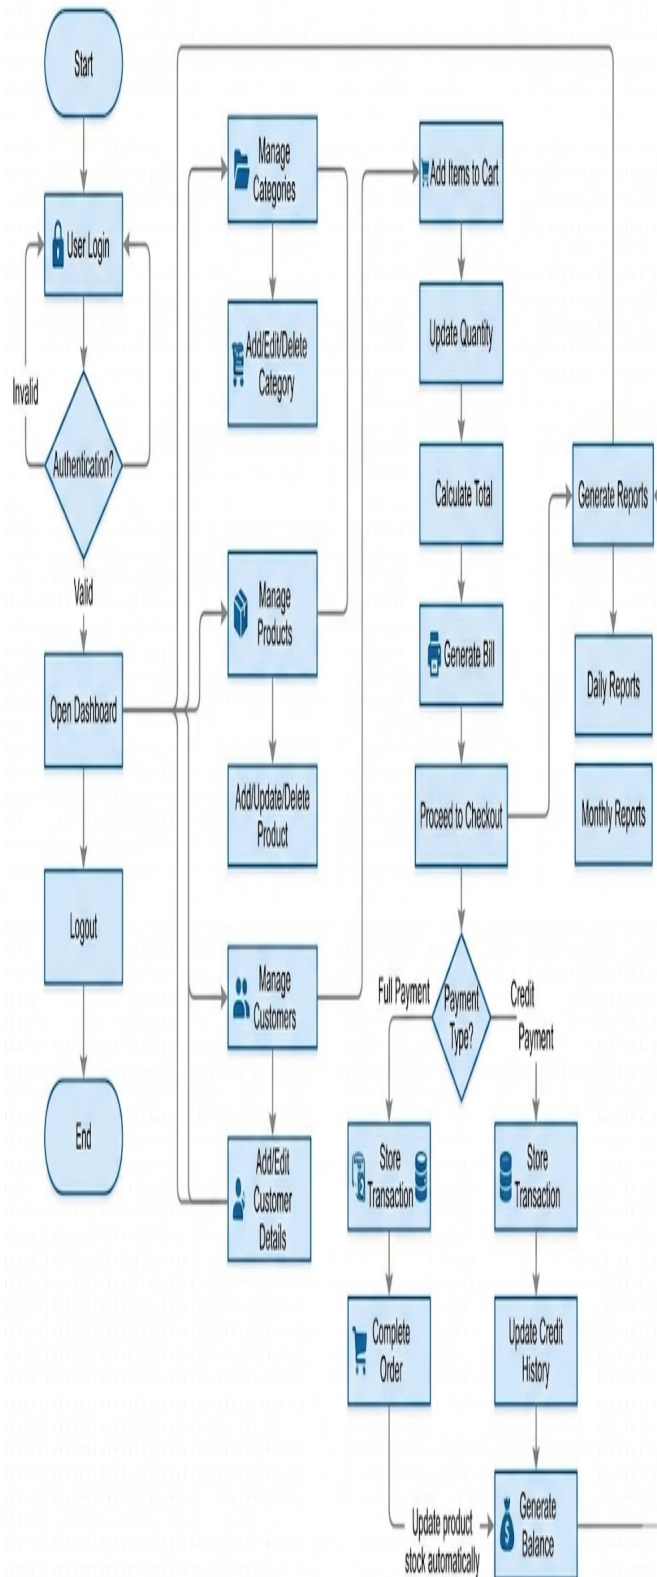 Start
User Login
Invalid
Authentication?
Valid
Open Dashboard
Logout
End
Manage
Categories
Add/Edit/Delete
Category
Manage
Products
Add/Update/Delete
Product
Manage
Customers
Add/Edit
Customer
Details
Add Items to Cart
Update Quantity
Calculate Total
Generate Bill
Proceed to Checkout
Payment
Type?
Full Payment
Credit
Payment
Store
Transaction
Complete
Order
Update product
stock automatically
Store
Transaction
Update Credit
History
Generate
Balance
Generate Reports
Daily Reports
Monthly Reports